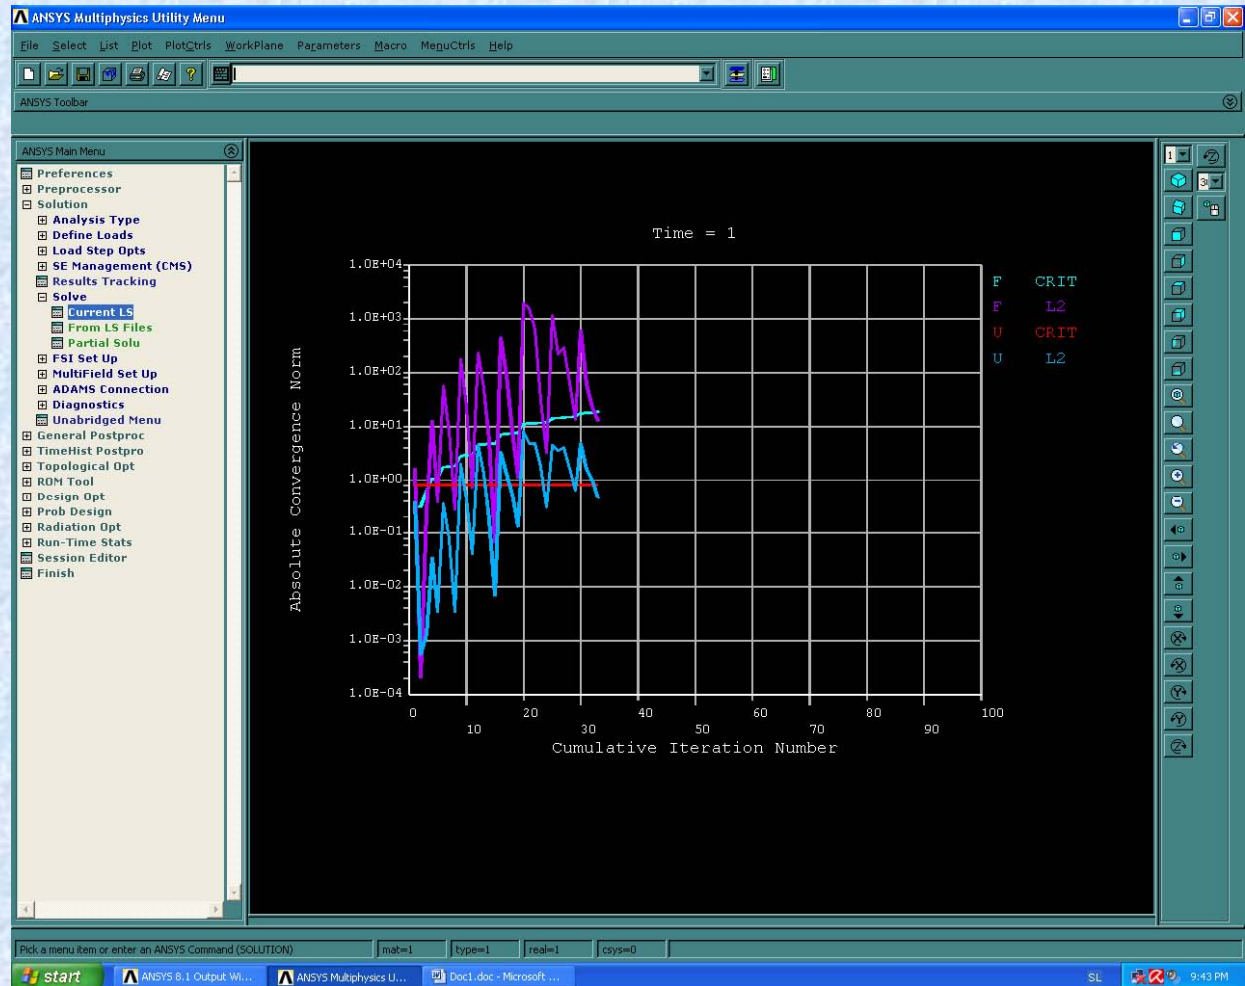 ANSYS Multiphysics Utility Menu
File Select List Plot PlotCtrls WorkPlane Parameters Macro MenuCtrls Help
ANSYS Toolbar
ANSYS Main Menu
Preferences
Preprocessor
Solution
Analysis Type
Define Loads
Load Step Opts
SE Management (CMS)
Results Tracking
Solve
Current LS
From LS Files
Partial Solu
FSI Set Up
MultiField Set Up
ADAMS Connection
Diagnostics
Unabridged Menu
General Postproc
TimeHist Postpro
Topological Opt
ROM Tool
Design Opt
Prob Design
Radiation Opt
Run-Time Stats
Session Editor
Finish
Time = 1
1.0E+04
1.0E+03
1.0E+02
1.0E+01
1.0E+00
1.0E-01
1.0E-02
1.0E-03
1.0E-04
Absolute Convergence Norm
0 20 40 60 80 100
10 30 50 70 90
Cumulative Iteration Number
F CRIT
F L2
U CRIT
U L2
1
Pick a menu item or enter an ANSYS Command (SOLUTION) mat=1 type=1 real=1 csys=0
start ANSYS 8.1 Output Wi... ANSYS Multiphysics U... Doc1.doc - Microsoft ... SL 9:43 PM